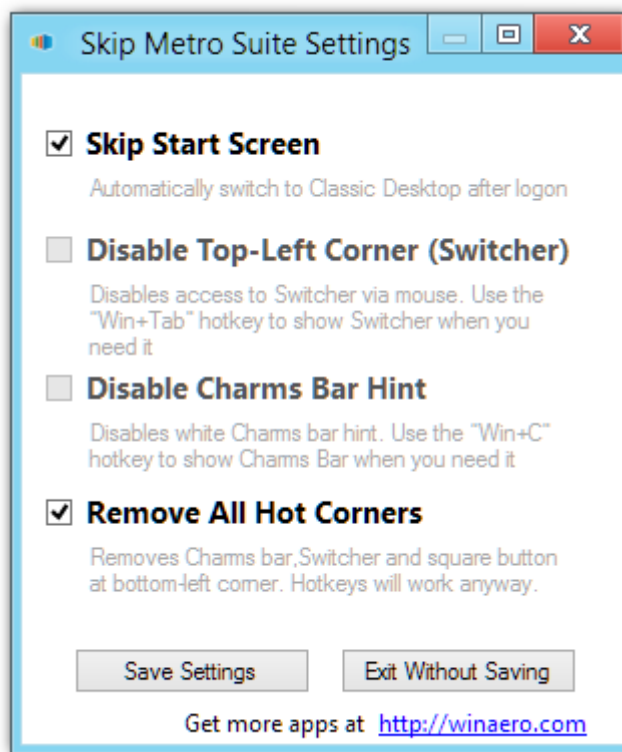 Skip Metro Suite Settings
Skip Start Screen
Automatically switch to Classic Desktop after logon
Disable Top-Left Corner (Switcher)
Disables access to Switcher via mouse. Use the
"Win+Tab" hotkey to show Switcher when you
need it
Disable Charms Bar Hint
Disables white Charms bar hint. Use the "Win+C"
hotkey to show Charms Bar when you need it
Remove All Hot Corners
Removes Charms bar,Switcher and square button
at bottom-left corner. Hotkeys will work anyway.
Save Settings Exit Without Saving
Get more apps at http://winaero.com